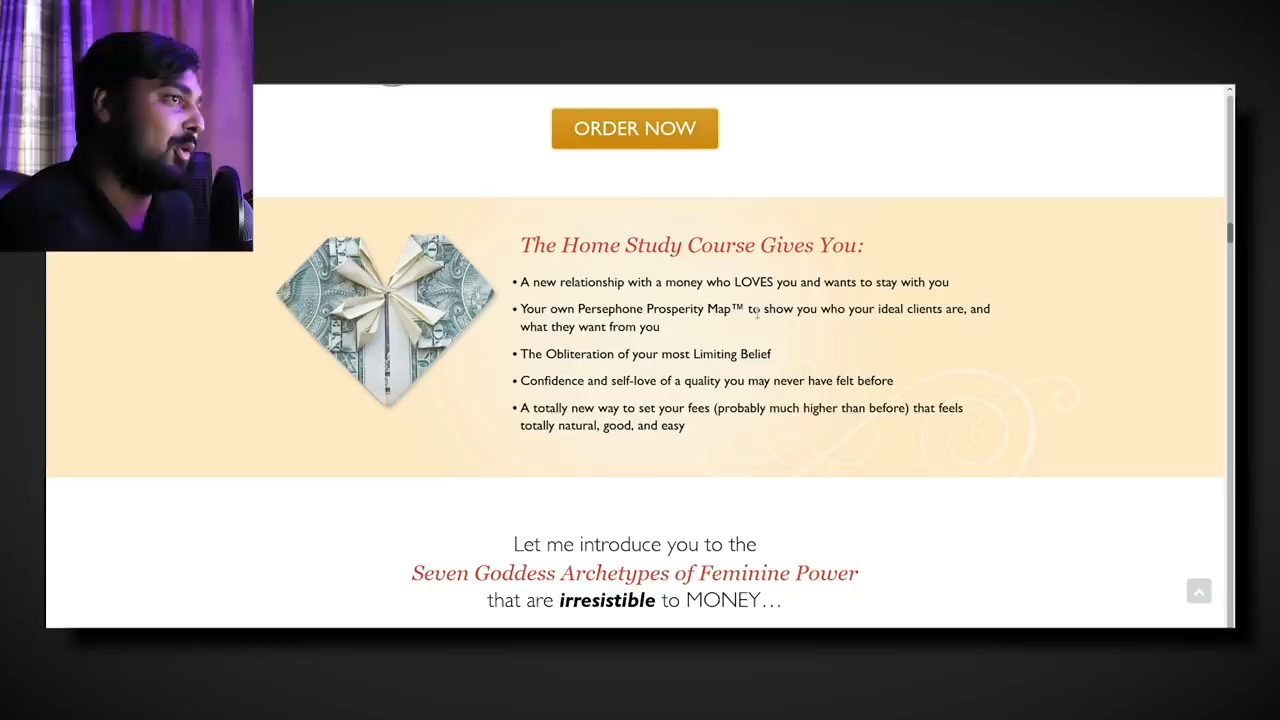 ORDER NOW
The Home Study Course Gives You:
• A new relationship with a money who LOVES you and wants to stay with you
• Your own Persephone Prosperity Map™ to show you who your ideal clients are, and
what they want from you
• The Obliteration of your most Limiting Belief
• Confidence and self-love of a quality you may never have felt before
• A totally new way to set your fees (probably much higher than before) that feels
totally natural, good, and easy
Let me introduce you to the
Seven Goddess Archetypes of Feminine Power
that are irresistible to MONEY…